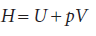 H = U + pV